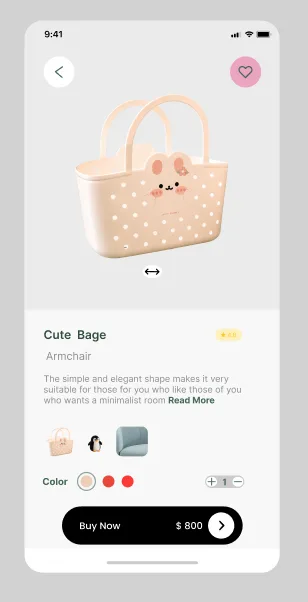 9:41
Cute Bage
Armchair
The simple and elegant shape makes it very
suitable for those for you who like those of you
who wants a minimalist room Read More
Color
1
Buy Now
$ 800